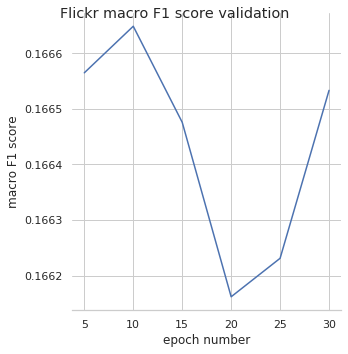 Flickr macro F1 score validation
0.1666
0.1665
0.1664
0.1663
0.1662
macro F1 score
5 10 15 20 25 30
epoch number